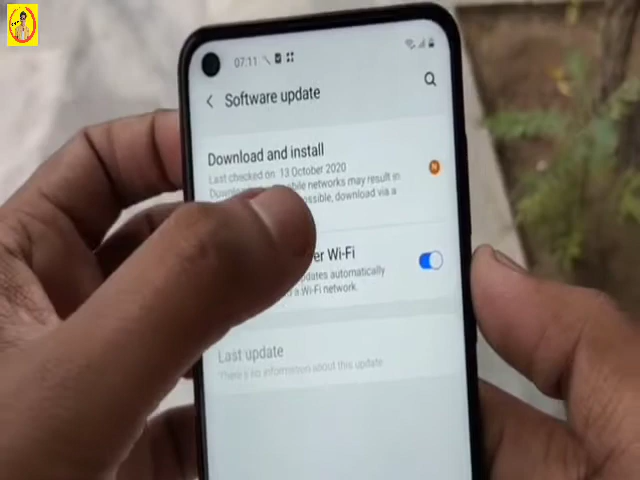 07:11
Software update
Download and install
Last checked on 13 October 2020
mobile networks may result in
possible, download via a
N
er Wi-Fi
updates automatically
a Wi-Fi network.
Last update
There's no information about this update